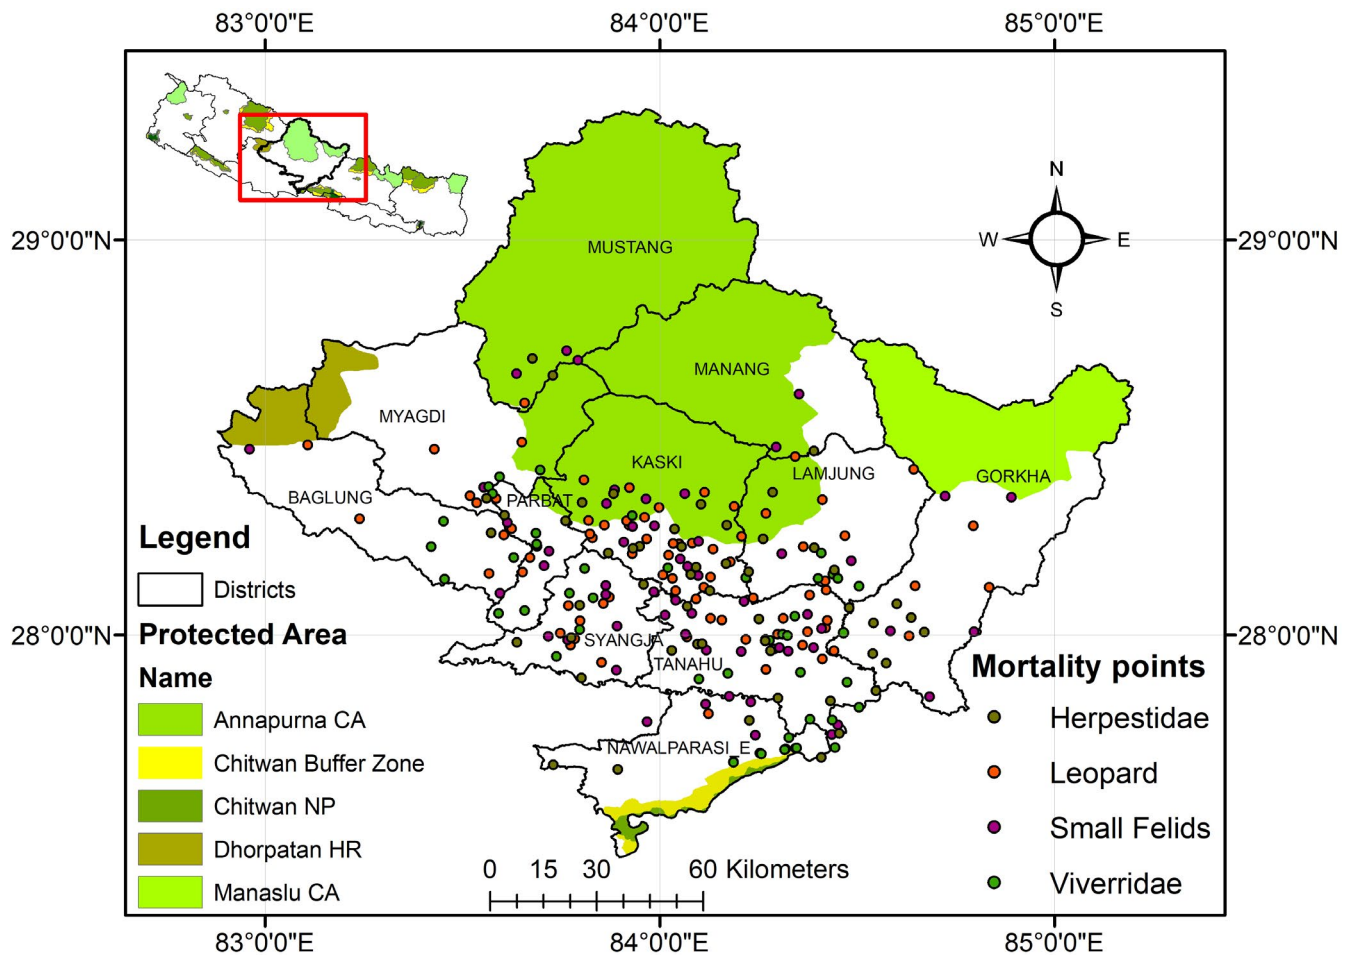 83°0'0"E 84°0'0"E 85°0'0"E
29°0'0"N 29°0'0"N
28°0'0"N 28°0'0"N
N
W E
S
MUSTANG
MANANG
MYAGDI
KASKI
LAMJUNG
GORKHA
BAGLUNG
PARBAT
SYANGJA
TANAHU
NAWALPARASI_E
Legend
Districts
Protected Area
Name
Annapurna CA
Chitwan Buffer Zone
Chitwan NP
Dhorpatan HR
Manaslu CA
Mortality points
Herpestidae
Leopard
Small Felids
Viverridae
0 15 30 60 Kilometers
83°0'0"E 84°0'0"E 85°0'0"E